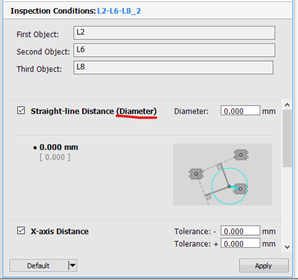 Inspection Conditions: L2-L6-L8_2
First Object: L2
Second Object: L6
Third Object: L8
Straight-line Distance (Diameter) Diameter: 0.000 mm
• 0.000 mm
[ 0.000 ]
X-axis Distance Tolerance: - 0.000 mm
Tolerance: + 0.000 mm
Default Apply